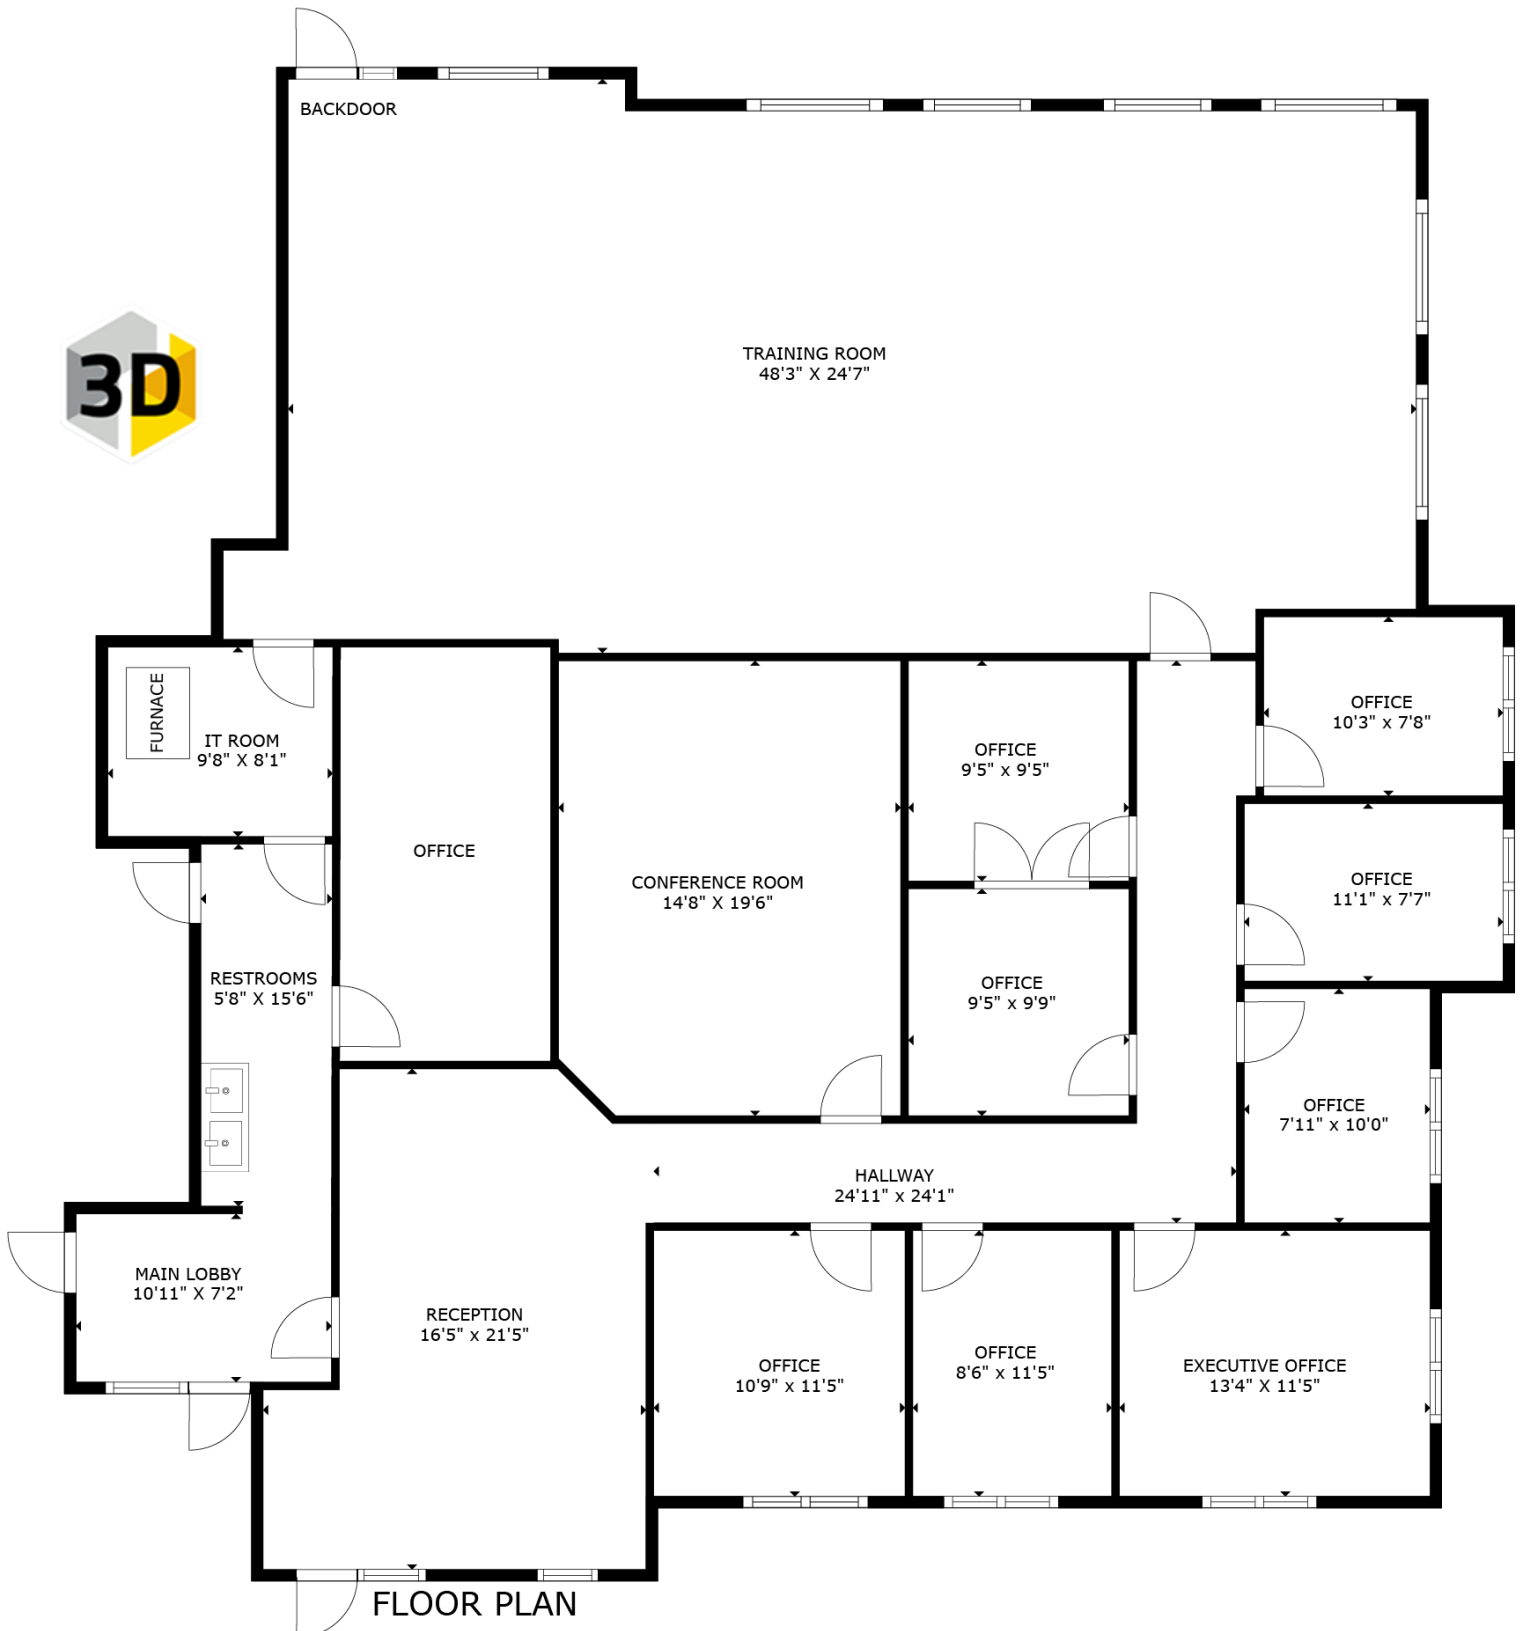 BACKDOOR
3D
TRAINING ROOM
48'3" X 24'7"
FURNACE
IT ROOM
9'8" X 8'1"
OFFICE
OFFICE
9'5" x 9'5"
OFFICE
10'3" x 7'8"
CONFERENCE ROOM
14'8" X 19'6"
OFFICE
11'1" x 7'7"
RESTROOMS
5'8" X 15'6"
OFFICE
9'5" x 9'9"
OFFICE
7'11" x 10'0"
HALLWAY
24'11" x 24'1"
MAIN LOBBY
10'11" X 7'2"
RECEPTION
16'5" x 21'5"
OFFICE
10'9" x 11'5"
OFFICE
8'6" x 11'5"
EXECUTIVE OFFICE
13'4" X 11'5"
FLOOR PLAN